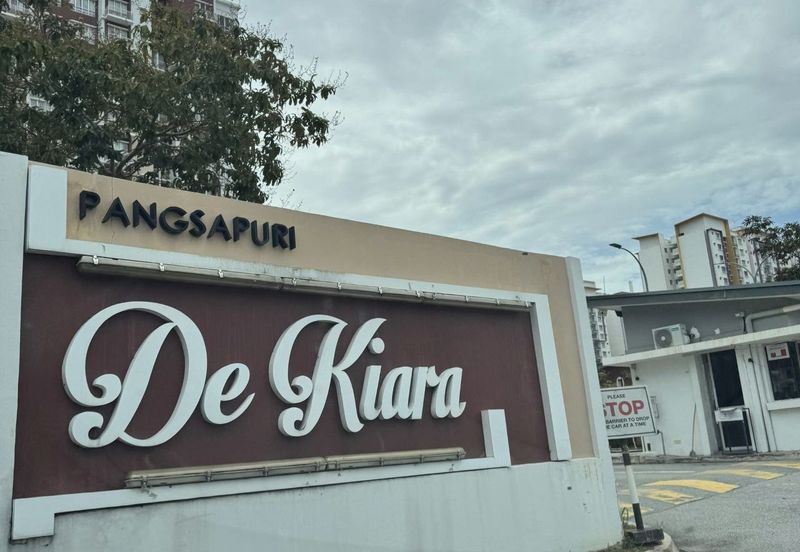 PANGSAPURI
De Kiara
PLEASE
STOP
BARRIER TO DROP
CAR AT A TIME